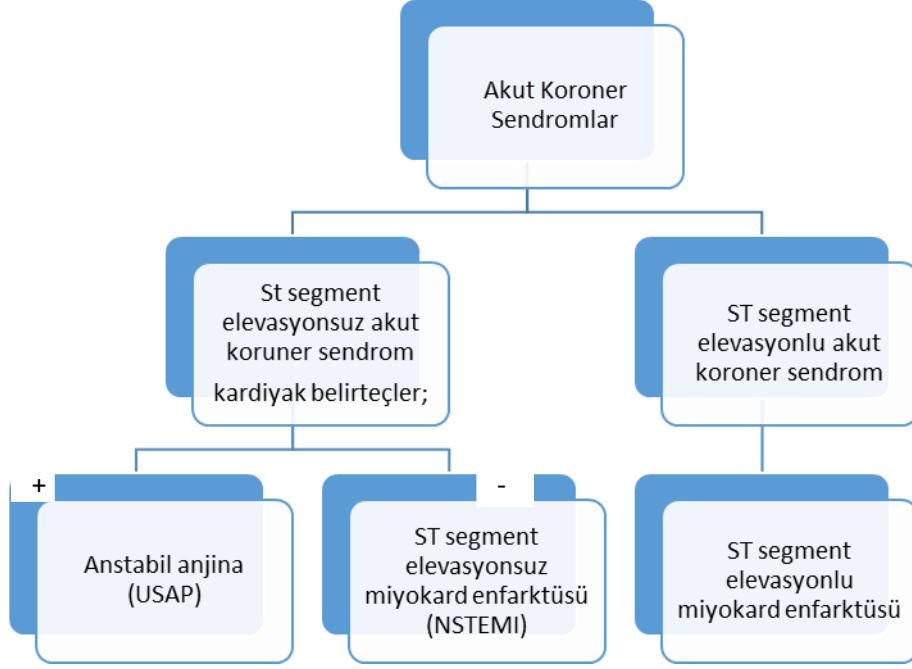 Akut Koroner
Sendromlar
St segment
elevasyonsuz akut
koruner sendrom
kardiyak belirteçler;
ST segment
elevasyonlu akut
koroner sendrom
+
Anstabil anjina
(USAP)
-
ST segment
elevasyonsuz
miyokard enfarktüsü
(NSTEMI)
ST segment
elevasyonlu
miyokard enfarktüsü